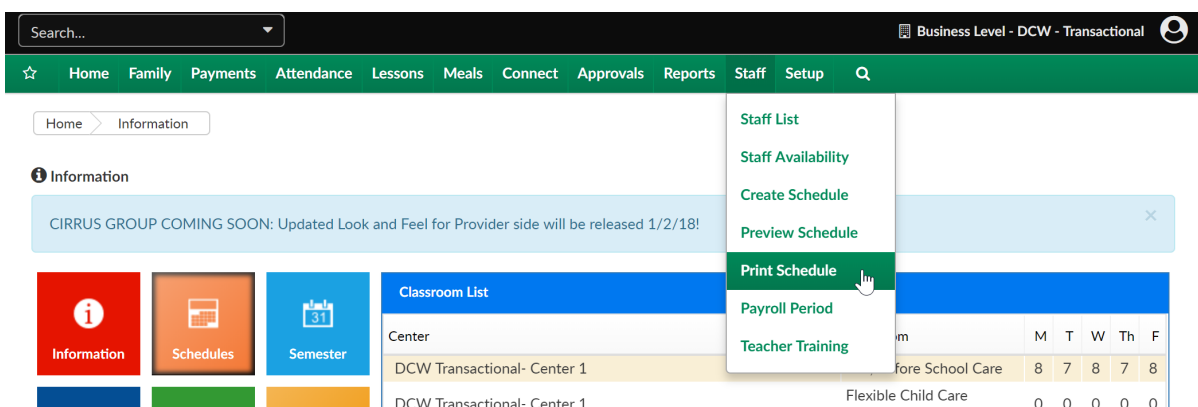 Search...
Business Level - DCW - Transactional
Home Family Payments Attendance Lessons Meals Connect Approvals Reports Staff Setup
Home Information
Information
CIRRUS GROUP COMING SOON: Updated Look and Feel for Provider side will be released 1/2/18!
×
Staff List
Staff Availability
Create Schedule
Preview Schedule
Print Schedule
Payroll Period
Teacher Training
Information
Schedules
31
Semester
Classroom List
Center M T W Th F
DCW Transactional- Center 1 School Care 8 7 8 7 8
DCW Transactional- Center 1 Flexible Child Care 0 0 0 0 0